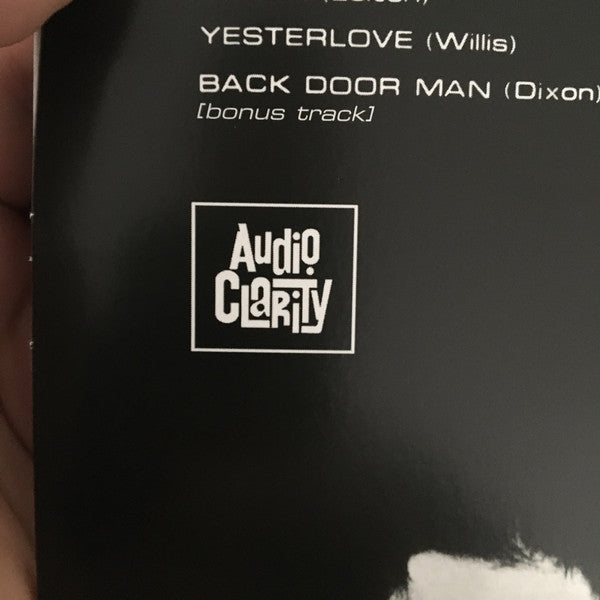 YESTERLOVE (Willis)
BACK DOOR MAN (Dixon)
[bonus track]
Audio
Clarity